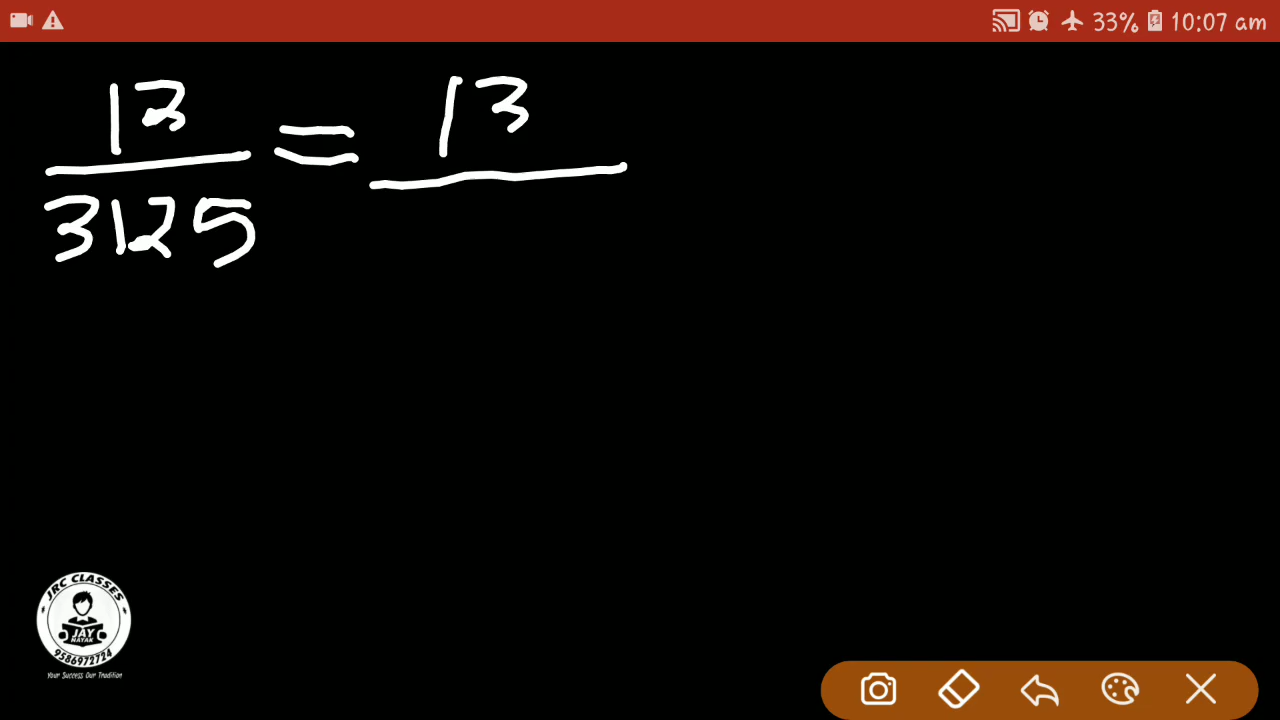 33% 10:07 am
13/3125 = 13/
JRC CLASSES
JAY
NAYAK
9586972724
Your Success Our Tradition